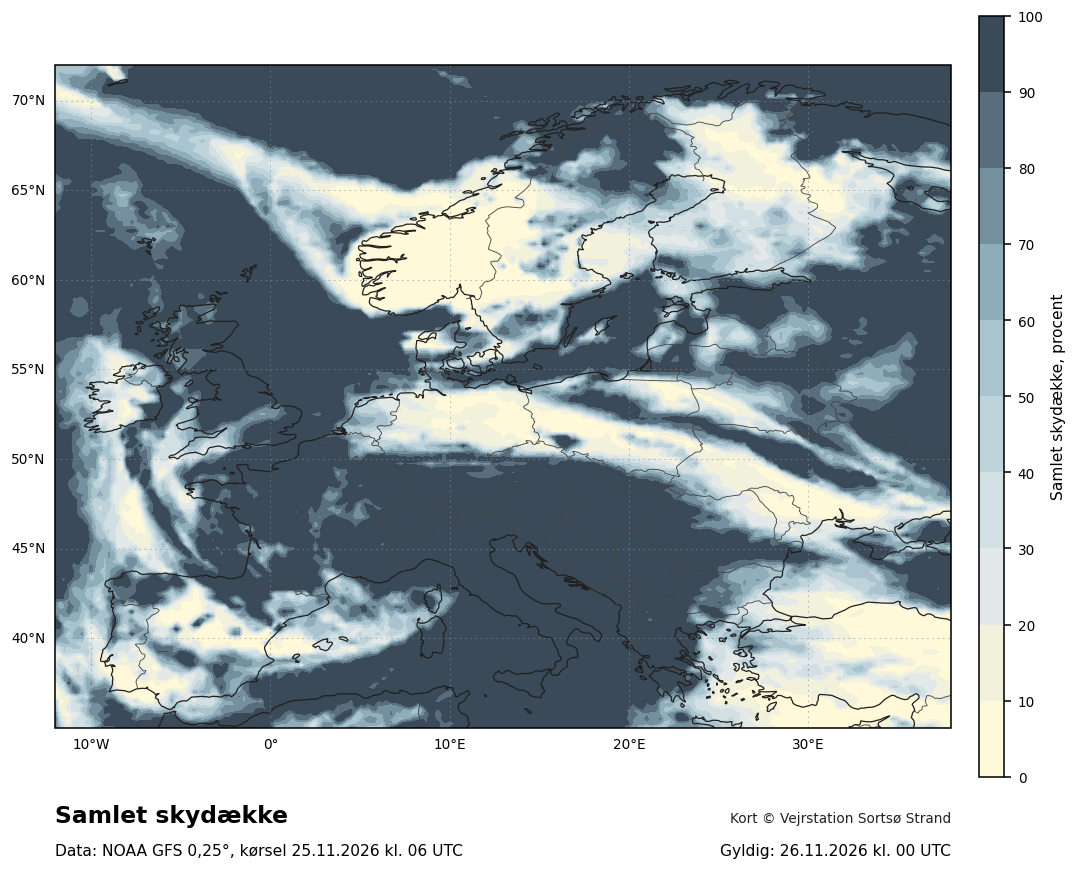 100
90
80
70
60
50
40
30
20
10
0
Samlet skydække, procent
70°N
65°N
60°N
55°N
50°N
45°N
40°N
10°W
0°
10°E
20°E
30°E
Samlet skydække
Kort © Vejrstation Sortsø Strand
Data: NOAA GFS 0,25°, kørsel 25.11.2026 kl. 06 UTC
Gyldig: 26.11.2026 kl. 00 UTC